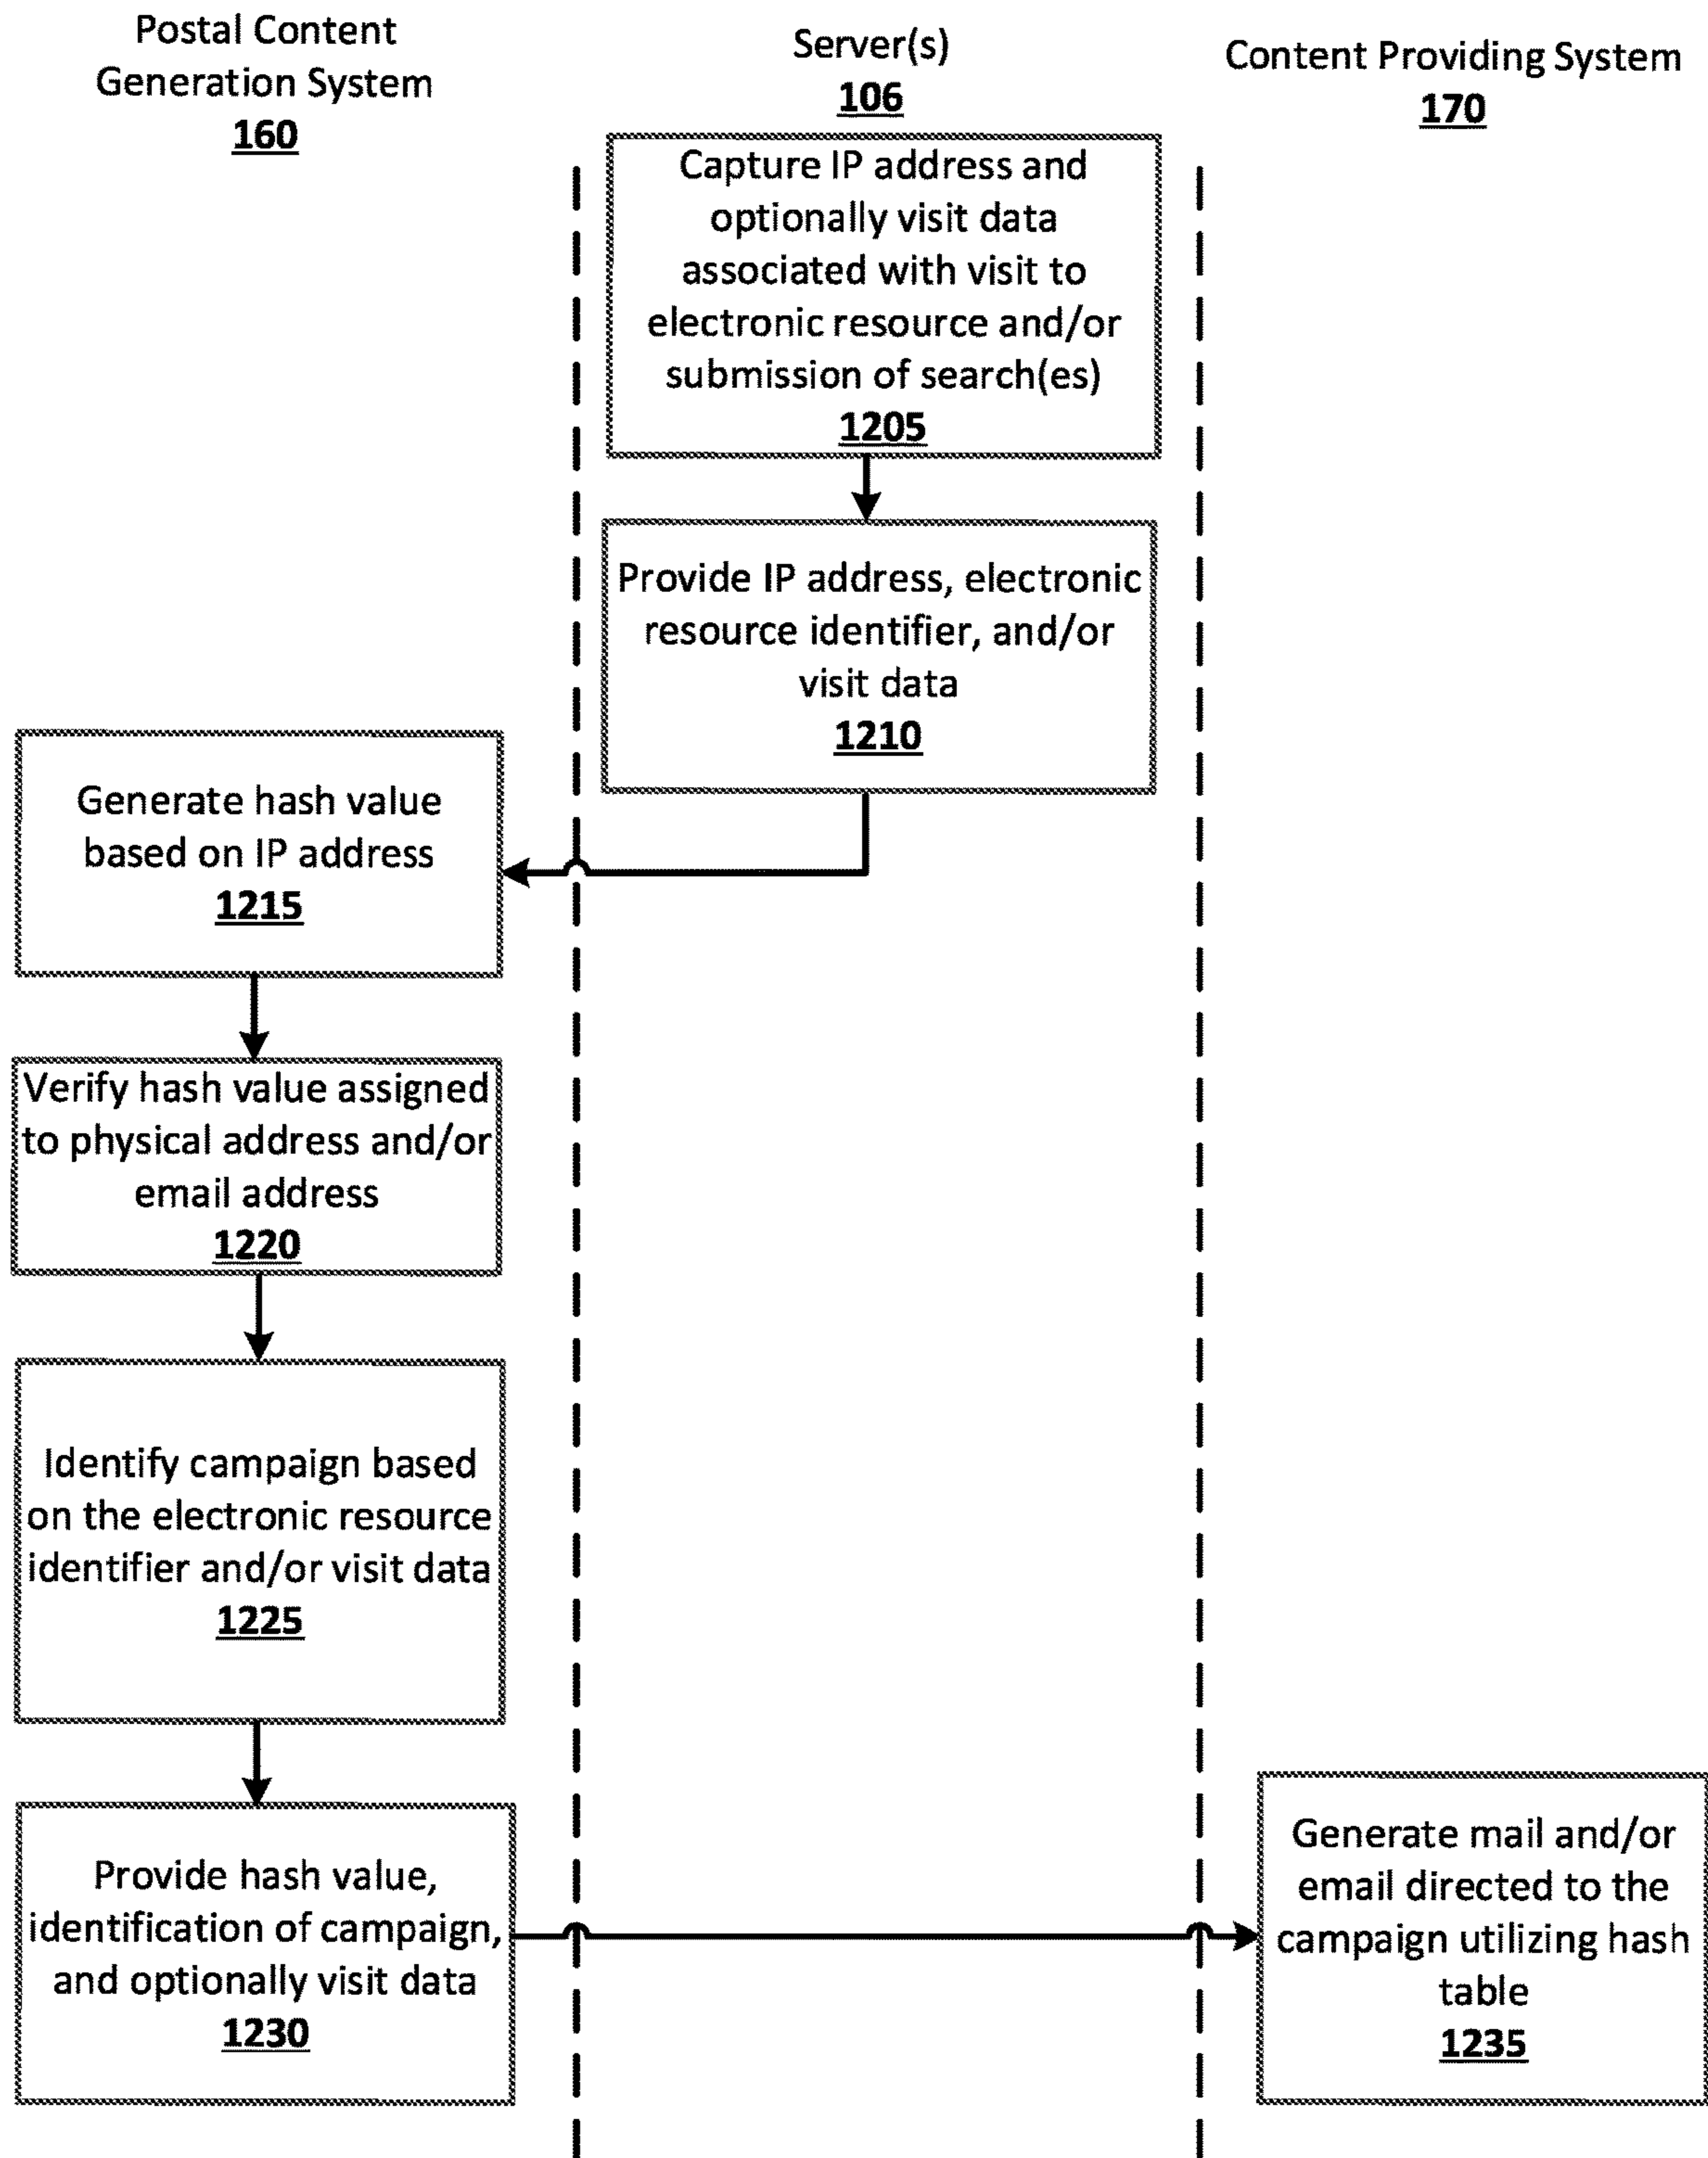 Postal Content
Generation System
160
Server(s)
106
Content Providing System
170
Capture IP address and
optionally visit data
associated with visit to
electronic resource and/or
submission of search(es)
1205
Provide IP address, electronic
resource identifier, and/or
visit data
1210
Generate hash value
based on IP address
1215
Verify hash value assigned
to physical address and/or
email address
1220
Identify campaign based
on the electronic resource
identifier and/or visit data
1225
Provide hash value,
identification of campaign,
and optionally visit data
1230
Generate mail and/or
email directed to the
campaign utilizing hash
table
1235